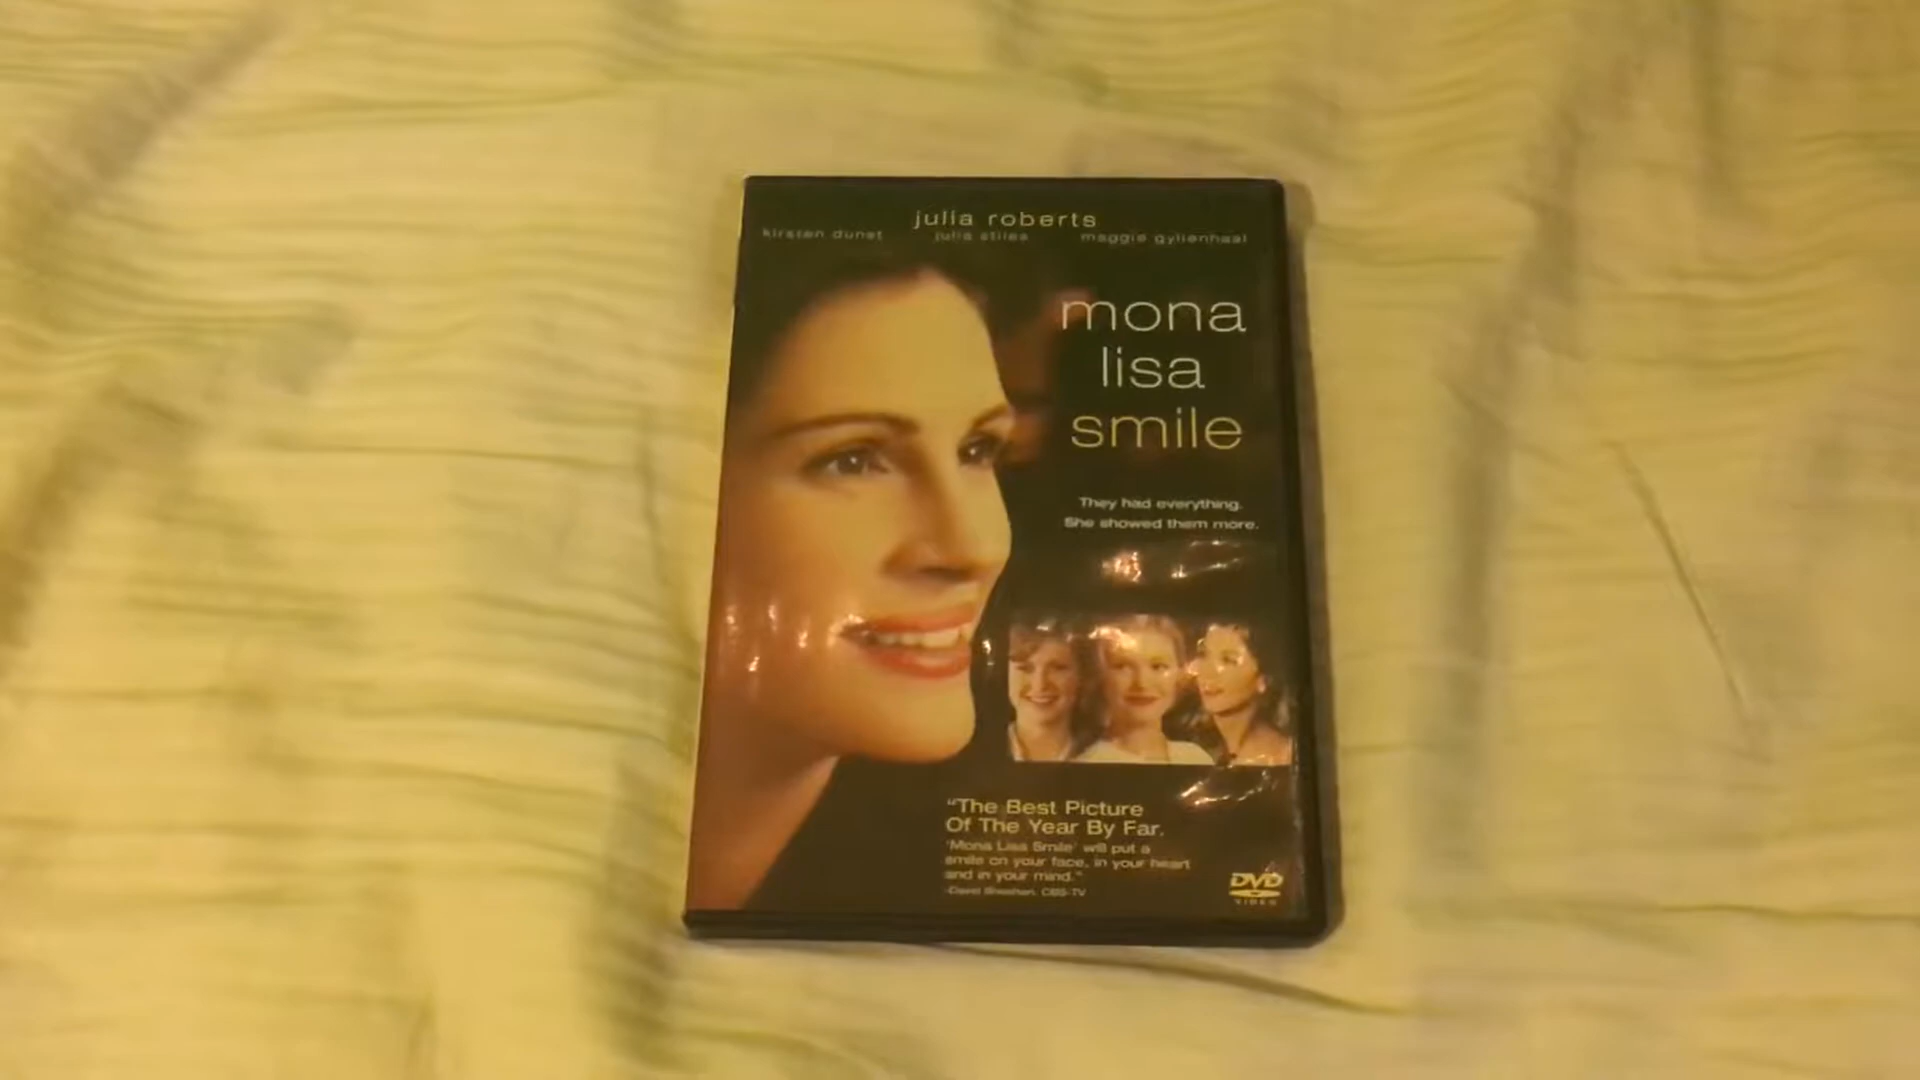 julia roberts
kirsten dunst julia stiles maggie gyllenhaal
mona
lisa
smile
They had everything.
She showed them more.
"The Best Picture
Of The Year By Far.
'Mona Lisa Smile' will put a
smile on your face, in your heart
and in your mind."
-David Sheehan, CBS-TV
DVD
VIDEO